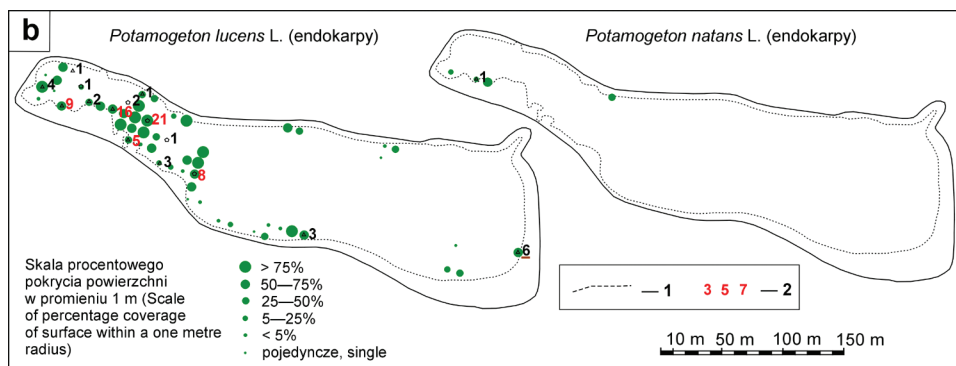 b
Potamogeton lucens L. (endokarpy)
Potamogeton natans L. (endokarpy)
1
4
1
9
2
2
1
16
21
5
1
3
8
3
6
1
Skala procentowego
pokrycia powierzchni
w promieniu 1 m (Scale
of percentage coverage
of surface within a one metre
radius)
> 75%
50—75%
25—50%
5—25%
< 5%
pojedyncze, single
— 1
3 5 7 — 2
10 m 50 m 100 m 150 m